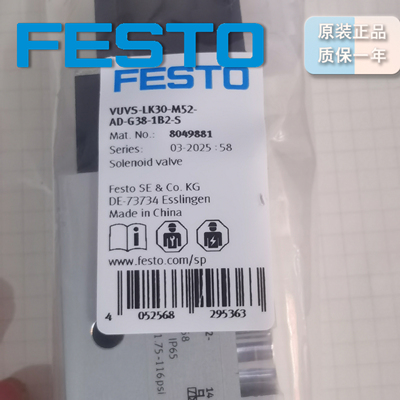 FESTO
原装正品
质保一年
FESTO
VUVS-LK30-M52-
AD-G38-1B2-S
Mat. No.: 8049881
Series: 03-2025 : 58
Solenoid valve
Festo SE & Co. KG
DE-73734 Esslingen
Made in China
www.festo.com/sp
4 052568 295363
IP65
1.75-116psi